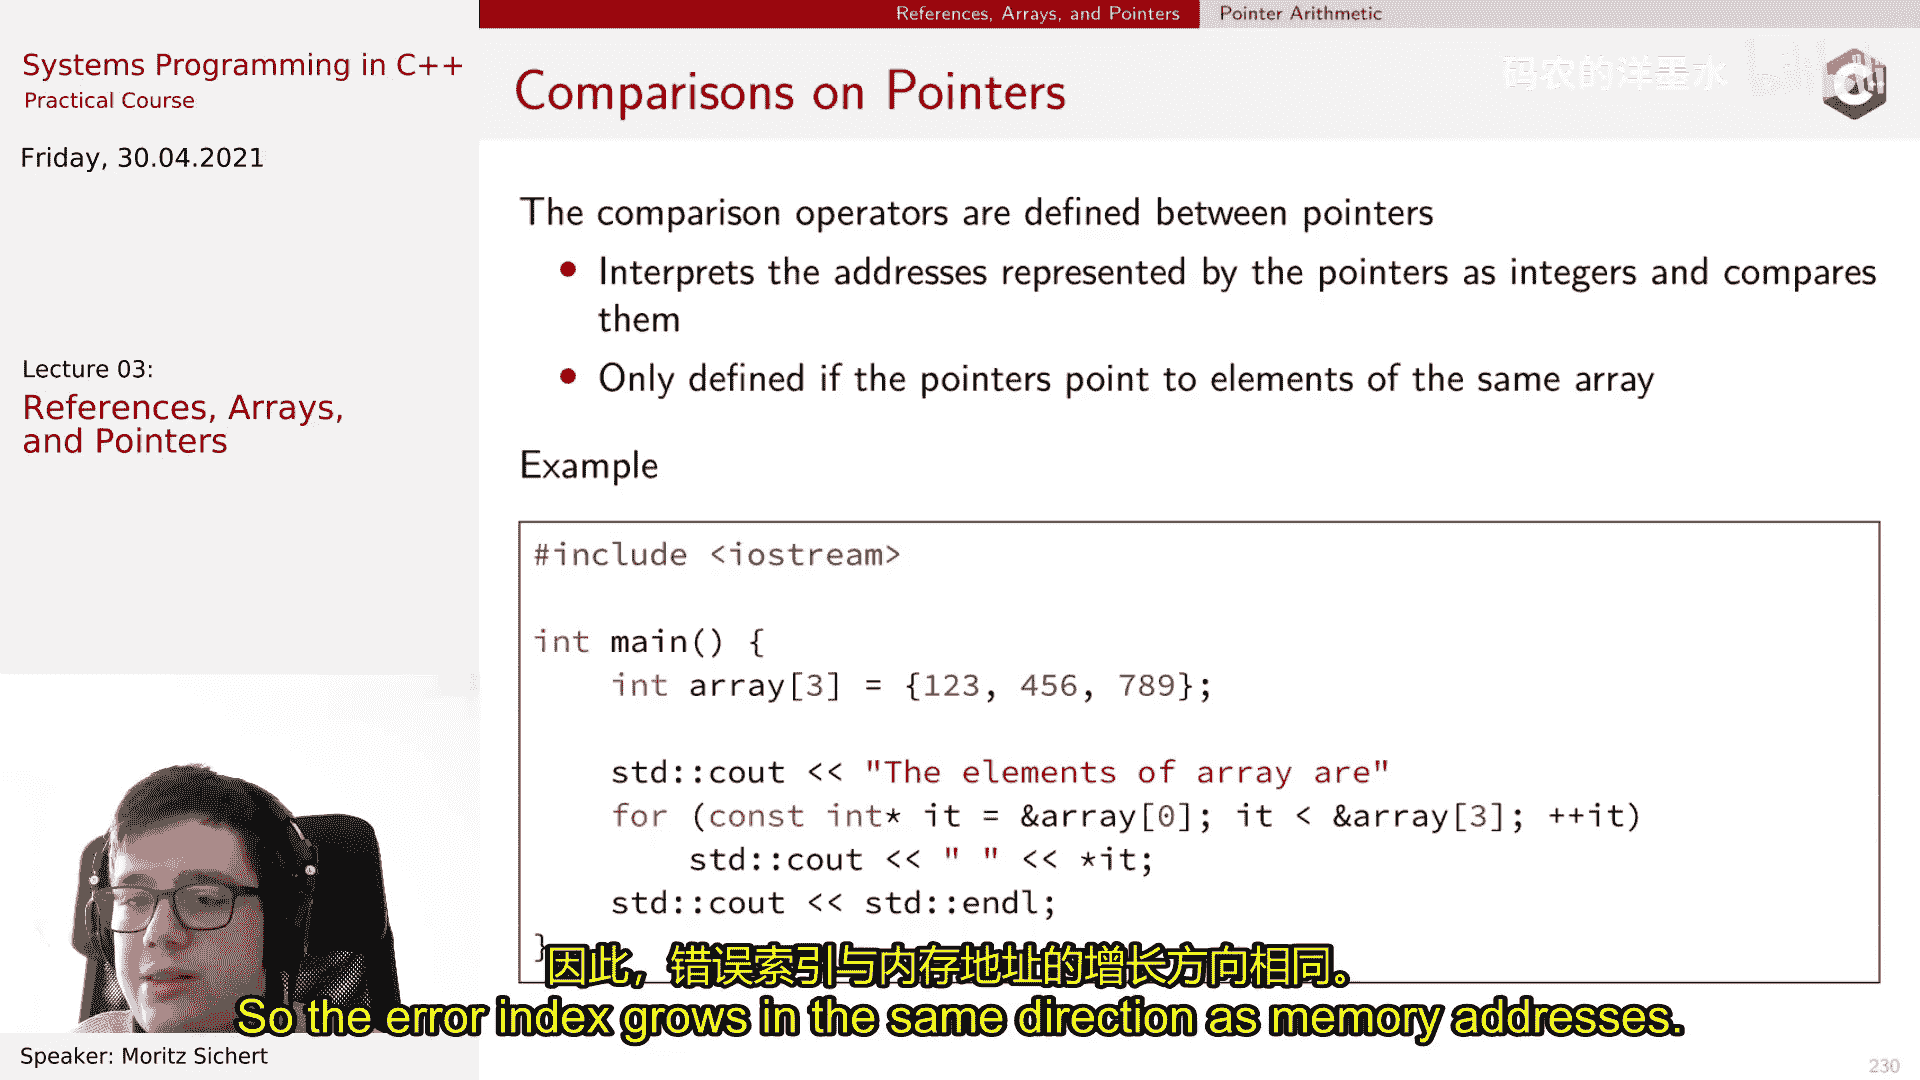 References, Arrays, and Pointers
Pointer Arithmetic
Systems Programming in C++
Practical Course
Friday, 30.04.2021
Lecture 03:
References, Arrays,
and Pointers
Comparisons on Pointers
码农的洋墨水
The comparison operators are defined between pointers
• Interprets the addresses represented by the pointers as integers and compares
them
• Only defined if the pointers point to elements of the same array
Example
#include <iostream>
int main() {
int array[3] = {123, 456, 789};
std::cout << "The elements of array are"
for (const int* it = &array[0]; it < &array[3]; ++it)
std::cout << " " << *it;
std::cout << std::endl;
}
因此，错误索引与内存地址的增长方向相同。
So the error index grows in the same direction as memory addresses.
Speaker: Moritz Sichert
230